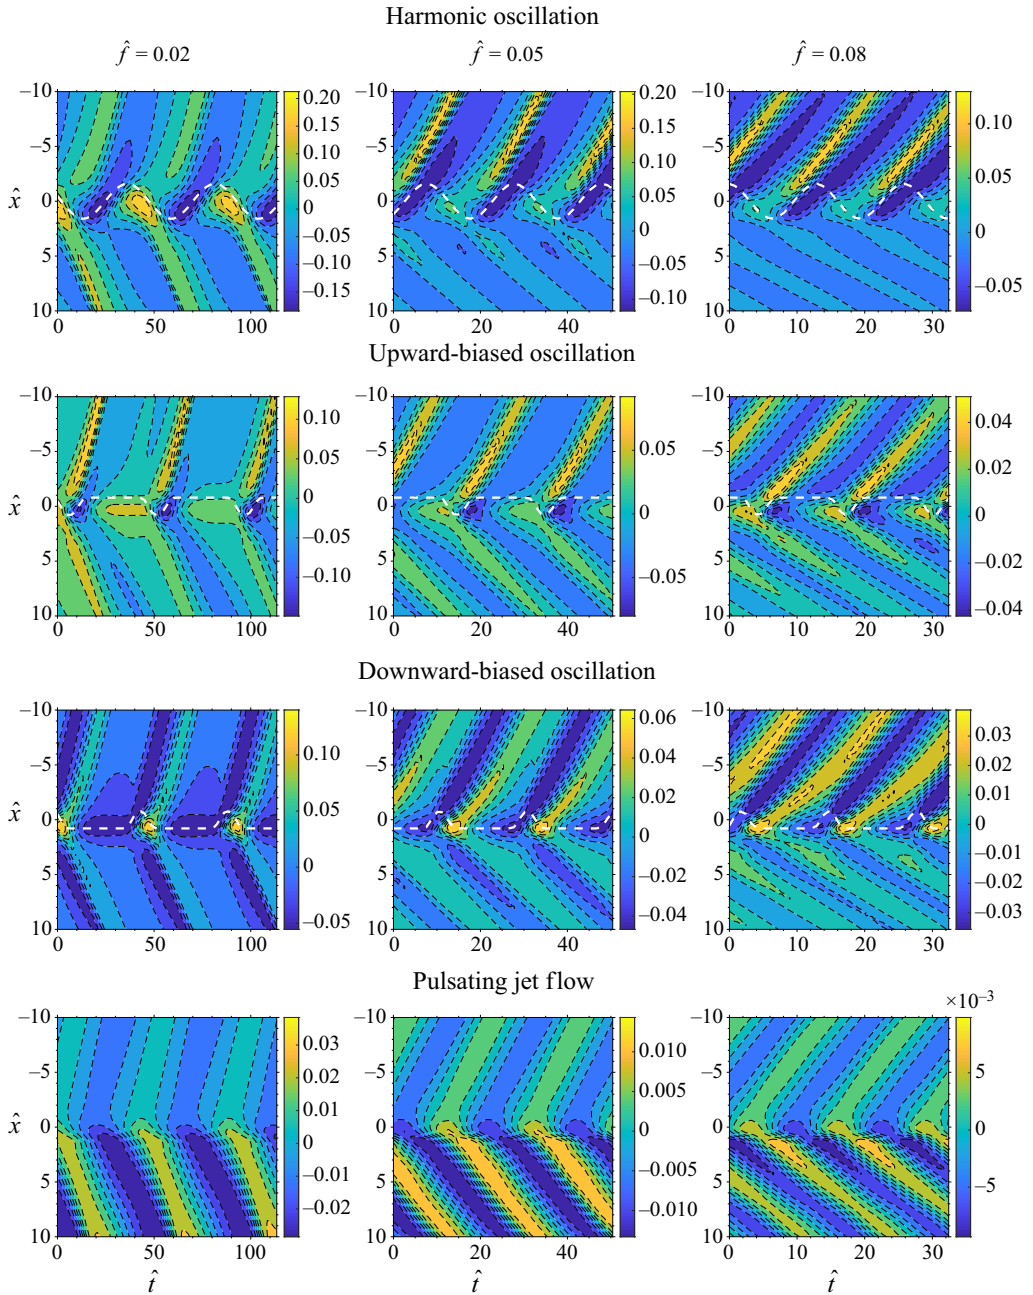 Harmonic oscillation
f̂ = 0.02 f̂ = 0.05 f̂ = 0.08
–10 –10 –10
0.20 0.20 0.10
–5 0.15 –5 0.15 –5
0.10 0.10 0.05
x̂ 0 0.05 0 0.05 0
0 0 0
5 –0.05 5 –0.05 5
–0.10 –0.05
10 –0.15 10 –0.10 10
0 50 100 0 20 40 0 10 20 30
Upward-biased oscillation
–10 0.10 –10 –10 0.04
–5 0.05 –5 0.05 –5 0.02
x̂ 0 0 0 0 0 0
5 –0.05 5 –0.05 5 –0.02
10 –0.10 10 10 –0.04
0 50 100 0 20 40 0 10 20 30
Downward-biased oscillation
–10 –10 0.06 –10 0.03
–5 0.10 –5 0.04 –5 0.02
x̂ 0 0.05 0 0.02 0 0.01
0 0 0
5 5 –0.02 5 –0.01
–0.02
10 –0.05 10 –0.04 10 –0.03
0 50 100 0 20 40 0 10 20 30
Pulsating jet flow
×10–3
–10 0.03 –10 0.010 –10
–5 0.02 –5 0.005 –5 5
x̂ 0 0.01 0 0 0 0
0
5 –0.01 5 –0.005 5 –5
10 –0.02 10 –0.010 10
0 50 100 0 20 40 0 10 20 30
t̂ t̂ t̂